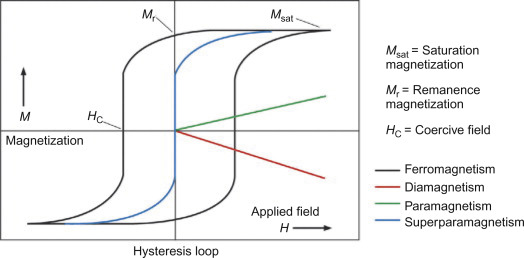 Mr
Msat
M
HC
Magnetization
Applied field
H
Hysteresis loop
Msat = Saturation
magnetization
Mr = Remanence
magnetization
HC = Coercive field
Ferromagnetism
Diamagnetism
Paramagnetism
Superparamagnetism